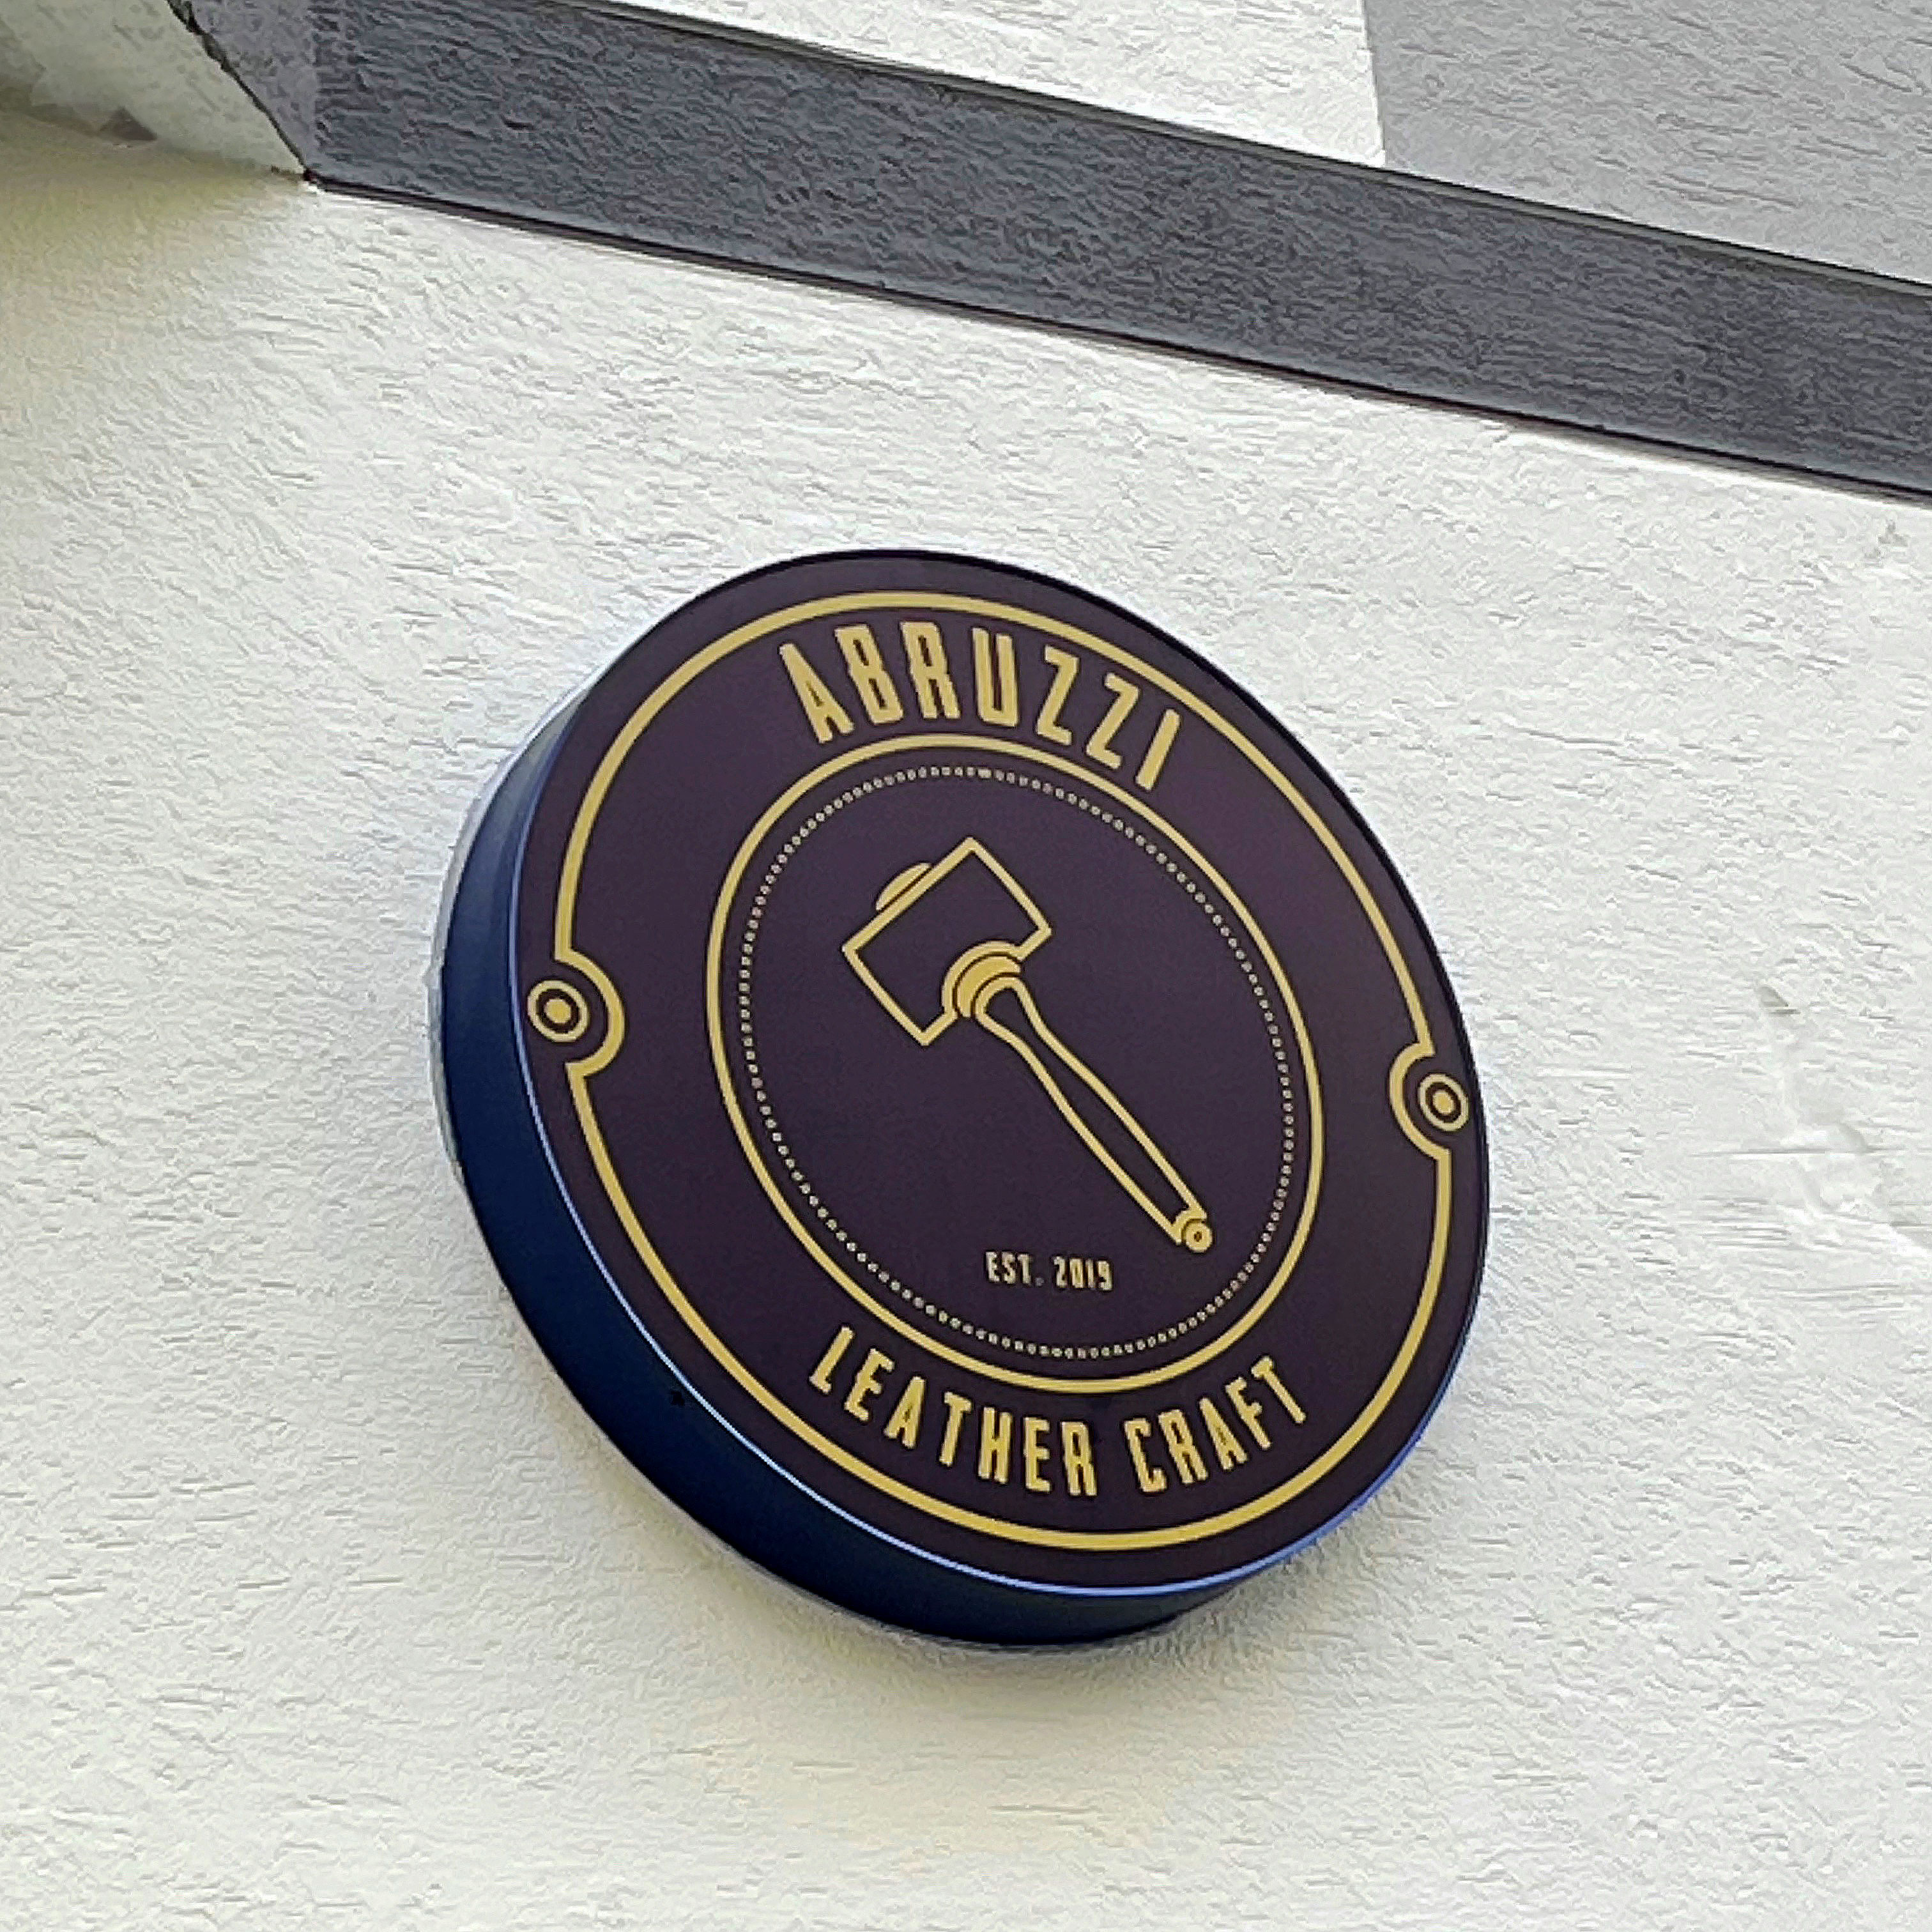 ABRUZZI
EST. 2019
LEATHER CRAFT